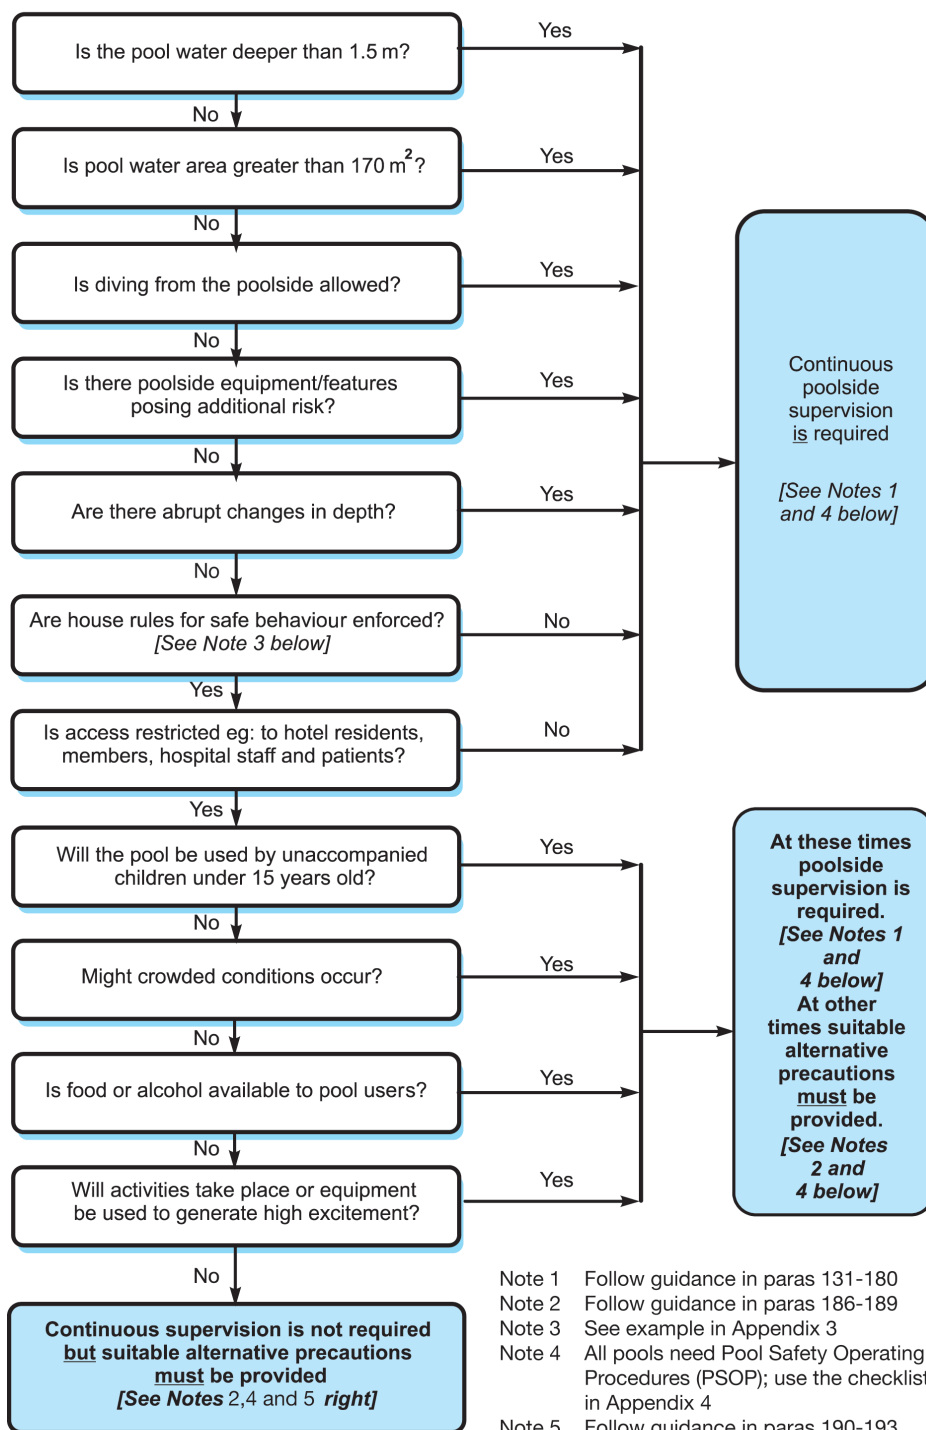 Is the pool water deeper than 1.5 m?
Yes
No
Is pool water area greater than 170 m²?
Yes
No
Is diving from the poolside allowed?
Yes
No
Is there poolside equipment/features
posing additional risk?
Yes
No
Are there abrupt changes in depth?
Yes
No
Are house rules for safe behaviour enforced?
[See Note 3 below]
No
Yes
Is access restricted eg: to hotel residents,
members, hospital staff and patients?
No
Yes
Continuous
poolside
supervision
is required
[See Notes 1
and 4 below]
Will the pool be used by unaccompanied
children under 15 years old?
Yes
No
Might crowded conditions occur?
Yes
No
Is food or alcohol available to pool users?
Yes
No
Will activities take place or equipment
be used to generate high excitement?
Yes
No
At these times
poolside
supervision is
required.
[See Notes 1
and
4 below]
At other
times suitable
alternative
precautions
must be
provided.
[See Notes
2 and
4 below]
Continuous supervision is not required
but suitable alternative precautions
must be provided
[See Notes 2,4 and 5 right]
Note 1 Follow guidance in paras 131-180
Note 2 Follow guidance in paras 186-189
Note 3 See example in Appendix 3
Note 4 All pools need Pool Safety Operating
Procedures (PSOP); use the checklist
in Appendix 4
Note 5 Follow guidance in paras 190-193